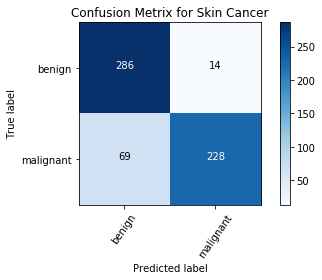 Confusion Metrix for Skin Cancer
True label
benign
286
14
malignant
69
228
benign
malignant
Predicted label
250
200
150
100
50